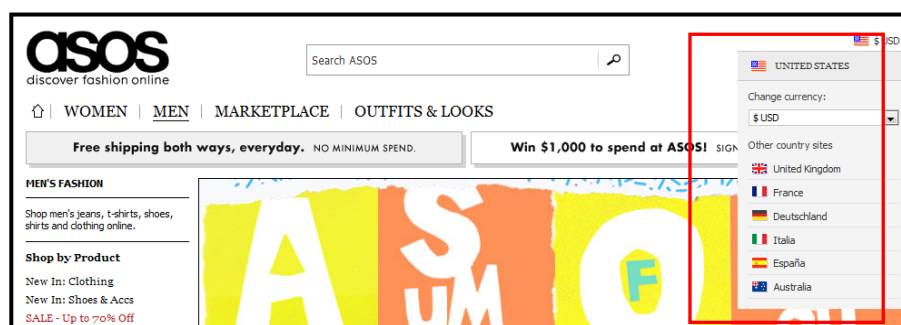 asos
discover fashion online
Search ASOS
$ USD
WOMEN | MEN | MARKETPLACE | OUTFITS & LOOKS
Free shipping both ways, everyday. NO MINIMUM SPEND.
Win $1,000 to spend at ASOS!
UNITED STATES
Change currency:
$ USD
Other country sites
United Kingdom
France
Deutschland
Italia
España
Australia
MEN'S FASHION
Shop men's jeans, t-shirts, shoes,
shirts and clothing online.
Shop by Product
New In: Clothing
New In: Shoes & Accs
SALE - Up to 70% Off
A S O
UM F